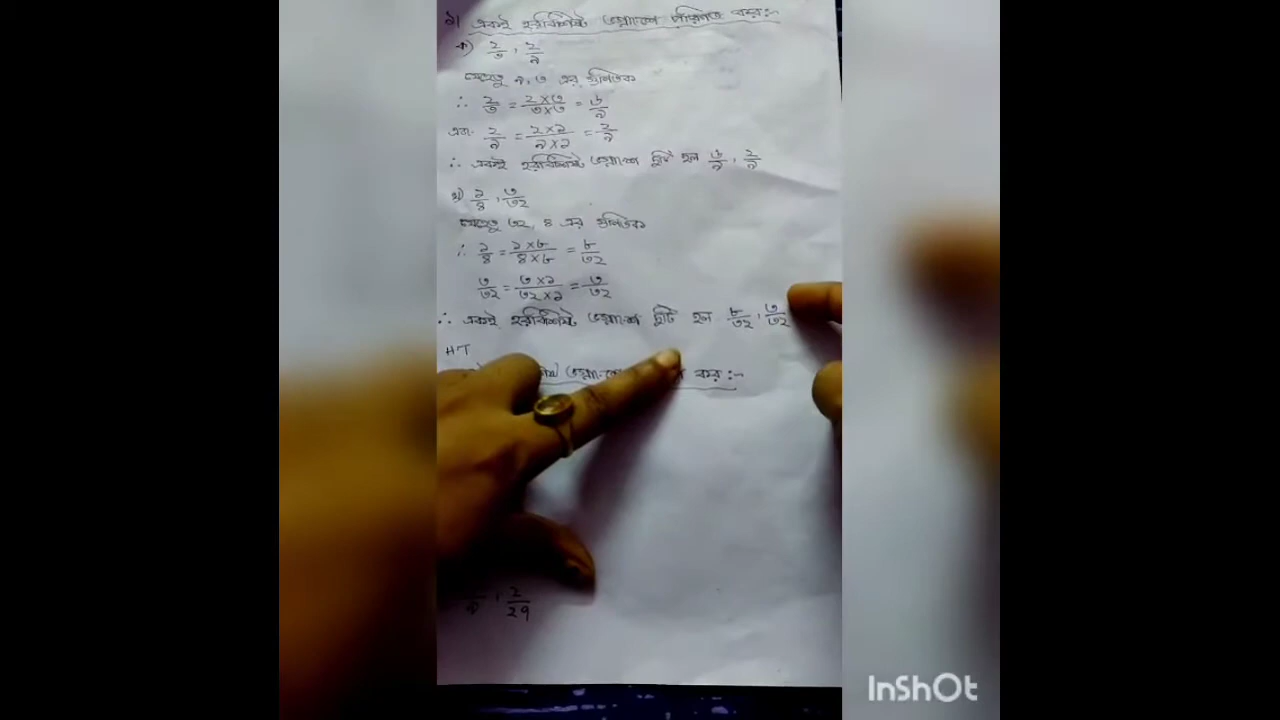 ১। একই হরবিশিষ্ট ভগ্নাংশে পরিণত কর:-
ক) ২/৩, ২/৯
যেহেতু ৯, ৩ এর গুণিতক
∴ ২/৩ = ২×৩/৩×৩ = ৬/৯
এবং ২/৯ = ২×১/৯×১ = ২/৯
∴ একই হরবিশিষ্ট ভগ্নাংশ দুটি হল ৬/৯, ২/৯
খ) ১/৪, ৩/৩২
যেহেতু ৩২, ৪ এর গুণিতক
∴ ১/৪ = ১×৮/৪×৮ = ৮/৩২
৩/৩২ = ৩×১/৩২×১ = ৩/৩২
∴ একই হরবিশিষ্ট ভগ্নাংশ দুটি হল ৮/৩২, ৩/৩২
HT
কর:-
২/২৭
InShOt